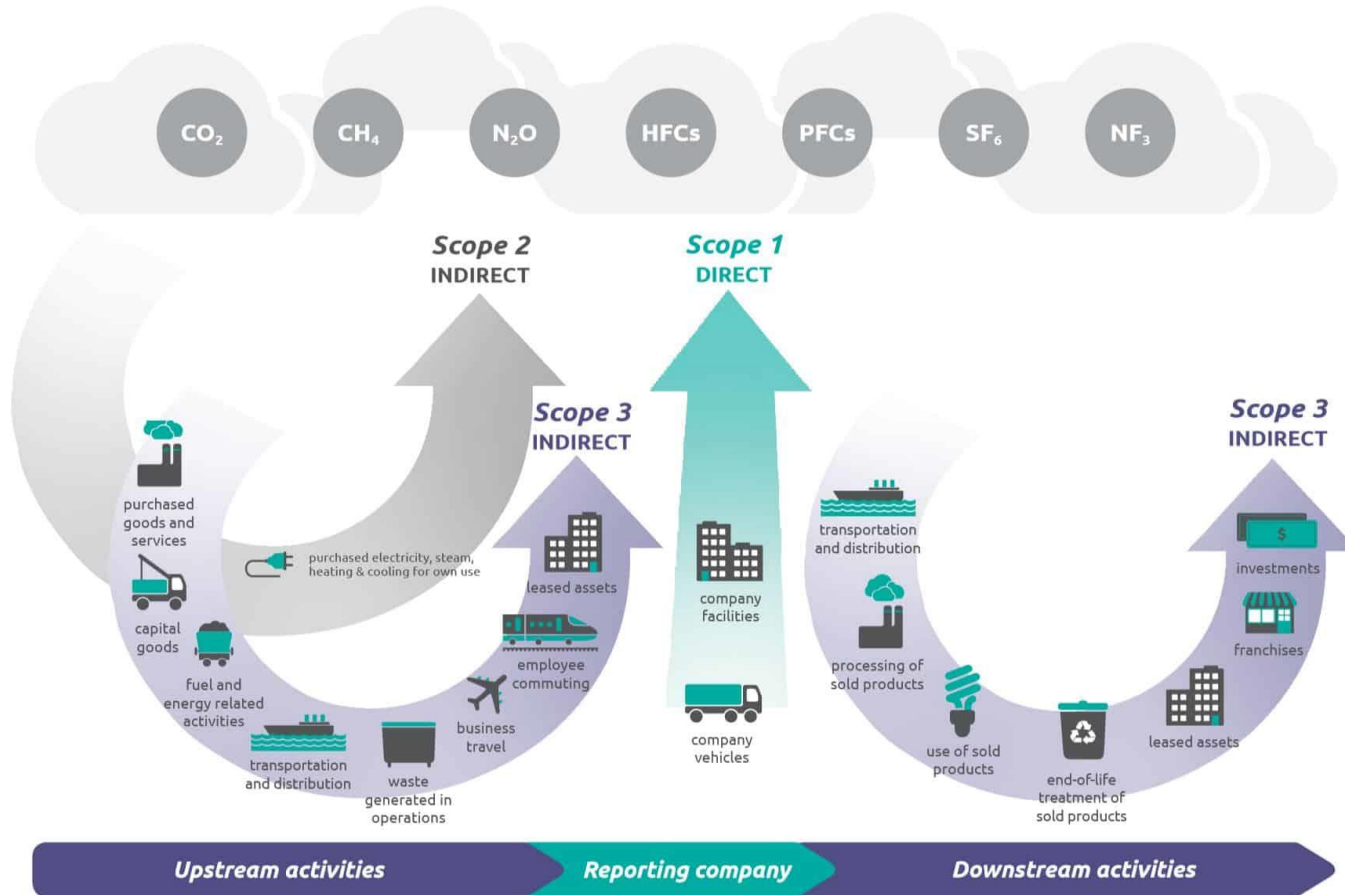 CO₂
CH₄
N₂O
HFCs
PFCs
SF₆
NF₃
Scope 2
INDIRECT
Scope 1
DIRECT
Scope 3
INDIRECT
Scope 3
INDIRECT
purchased
goods and
services
capital
goods
fuel and
energy related
activities
transportation
and distribution
waste
generated in
operations
business
travel
employee
commuting
leased assets
purchased electricity, steam,
heating & cooling for own use
company
facilities
company
vehicles
transportation
and distribution
processing of
sold products
use of sold
products
end-of-life
treatment of
sold products
leased assets
franchises
investments
$
Upstream activities
Reporting company
Downstream activities